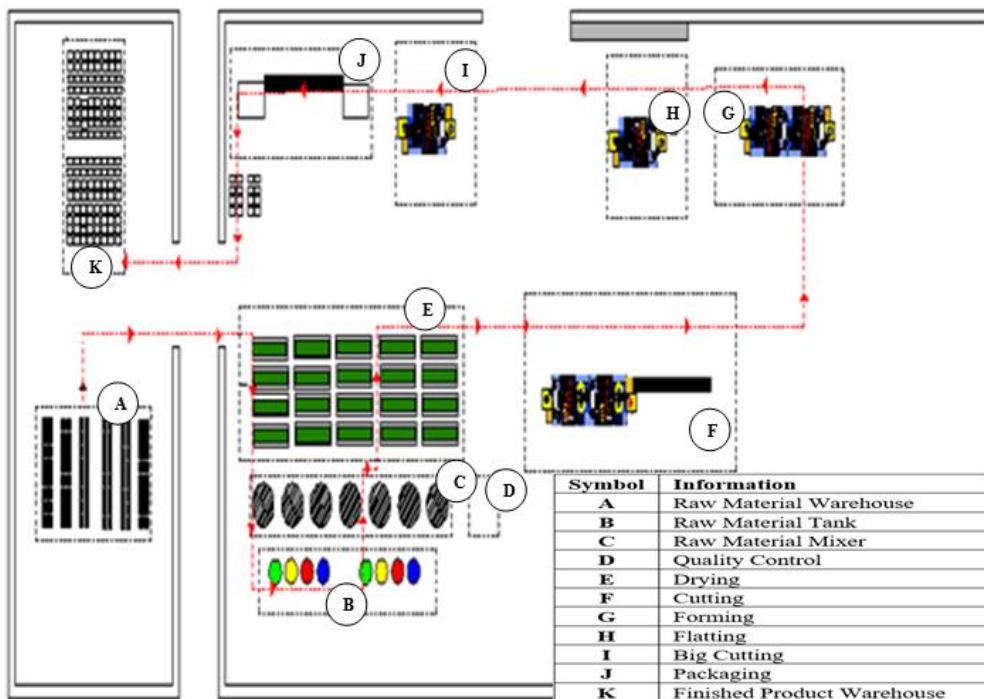 J
I
H
G
K
E
A
F
C
D
B
Symbol Information
A Raw Material Warehouse
B Raw Material Tank
C Raw Material Mixer
D Quality Control
E Drying
F Cutting
G Forming
H Flatting
I Big Cutting
J Packaging
K Finished Product Warehouse